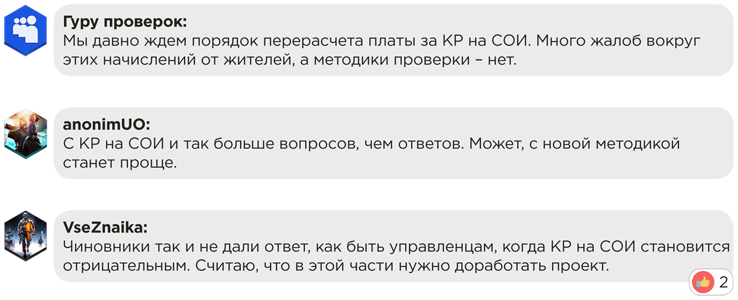 Гуру проверок:
Мы давно ждем порядок перерасчета платы за КР на СОИ. Много жалоб вокруг
этих начислений от жителей, а методики проверки – нет.
anonimUO:
С КР на СОИ и так больше вопросов, чем ответов. Может, с новой методикой
станет проще.
VseZnaika:
Чиновники так и не дали ответ, как быть управленцам, когда КР на СОИ становится
отрицательным. Считаю, что в этой части нужно доработать проект.
2